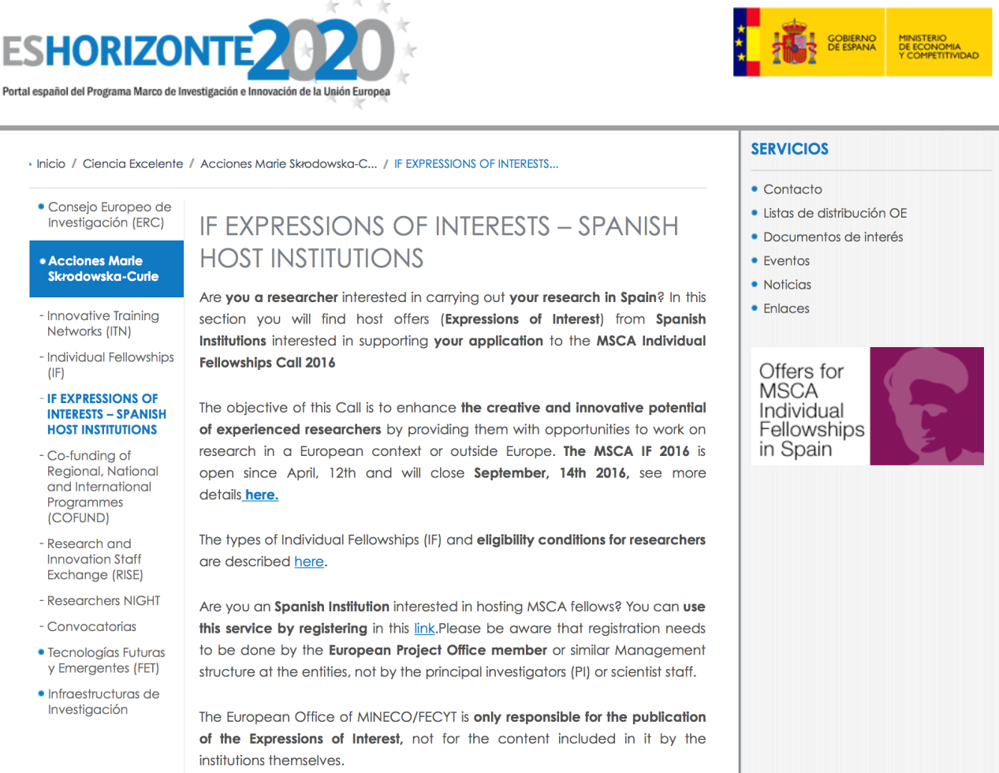 ESHORIZONTE2020
Portal español del Programa Marco de Investigación e Innovación de la Unión Europea
GOBIERNO
DE ESPAÑA
MINISTERIO
DE ECONOMIA
Y COMPETITIVIDAD
Inicio / Ciencia Excelente / Acciones Marie Skłodowska-C... / IF EXPRESSIONS OF INTERESTS...
Consejo Europeo de
Investigación (ERC)
Acciones Marie
Skłodowska-Curie
- Innovative Training
Networks (ITN)
- Individual Fellowships
(IF)
- IF EXPRESSIONS OF
INTERESTS – SPANISH
HOST INSTITUTIONS
- Co-funding of
Regional, National
and International
Programmes
(COFUND)
- Research and
Innovation Staff
Exchange (RISE)
- Researchers NIGHT
- Convocatorias
Tecnologías Futuras
y Emergentes (FET)
Infraestructuras de
Investigación
IF EXPRESSIONS OF INTERESTS – SPANISH
HOST INSTITUTIONS
Are you a researcher interested in carrying out your research in Spain? In this
section you will find host offers (Expressions of Interest) from Spanish
Institutions interested in supporting your application to the MSCA Individual
Fellowships Call 2016
The objective of this Call is to enhance the creative and innovative potential
of experienced researchers by providing them with opportunities to work on
research in a European context or outside Europe. The MSCA IF 2016 is
open since April, 12th and will close September, 14th 2016, see more
details here.
The types of Individual Fellowships (IF) and eligibility conditions for researchers
are described here.
Are you an Spanish Institution interested in hosting MSCA fellows? You can use
this service by registering in this link.Please be aware that registration needs
to be done by the European Project Office member or similar Management
structure at the entities, not by the principal investigators (PI) or scientist staff.
The European Office of MINECO/FECYT is only responsible for the publication
of the Expressions of Interest, not for the content included in it by the
institutions themselves.
SERVICIOS
Contacto
Listas de distribución OE
Documentos de interés
Eventos
Noticias
Enlaces
Offers for
MSCA
Individual
Fellowships
in Spain